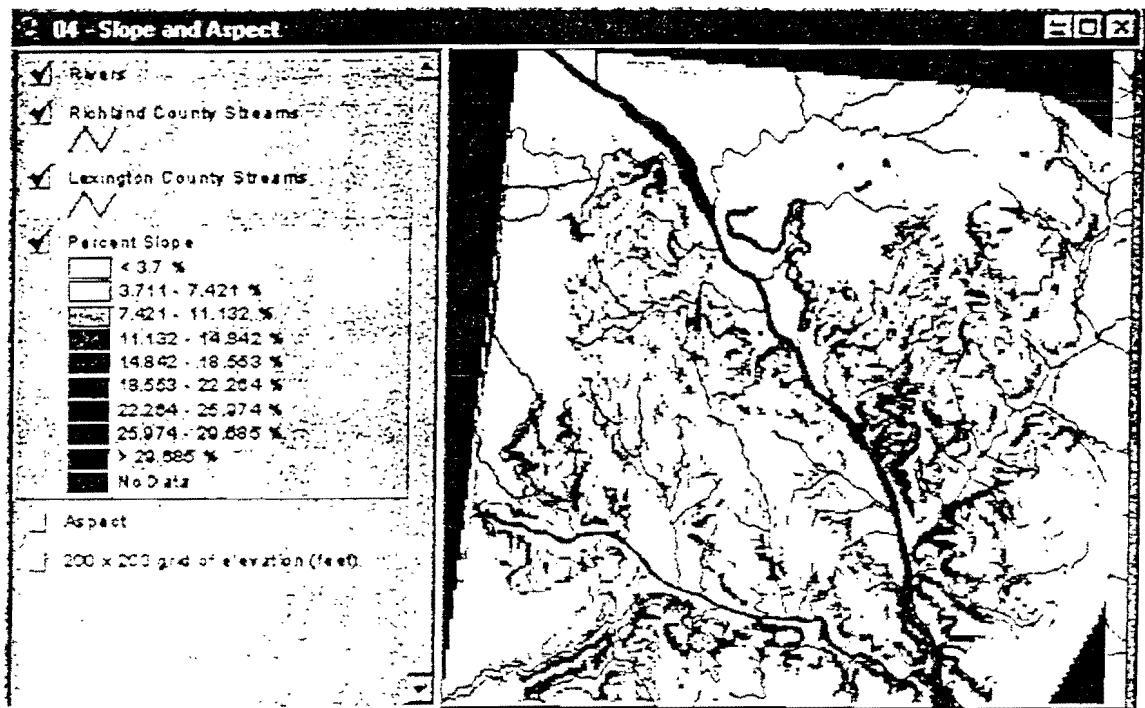 04 - Slope and Aspect
Rivers
Richland County Streams
Lexington County Streams
Percent Slope
< 3.7 %
3.711 - 7.421 %
7.421 - 11.132 %
11.132 - 14.842 %
14.842 - 18.553 %
18.553 - 22.264 %
22.264 - 25.974 %
25.974 - 29.685 %
> 29.685 %
No Data
Aspect
200 x 203 grid of elevation (feet)